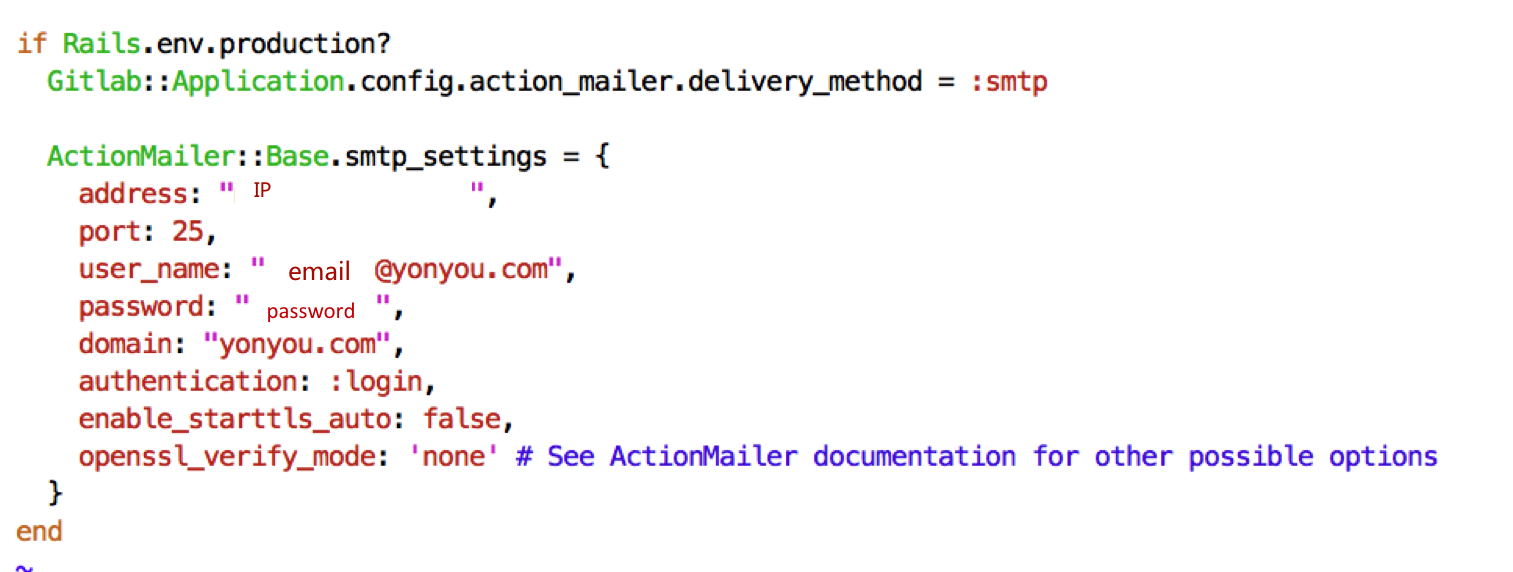 if Rails.env.production?
  Gitlab::Application.config.action_mailer.delivery_method = :smtp

  ActionMailer::Base.smtp_settings = {
    address: " IP ",
    port: 25,
    user_name: " email @yonyou.com",
    password: " password ",
    domain: "yonyou.com",
    authentication: :login,
    enable_starttls_auto: false,
    openssl_verify_mode: 'none' # See ActionMailer documentation for other possible options
  }
end
~